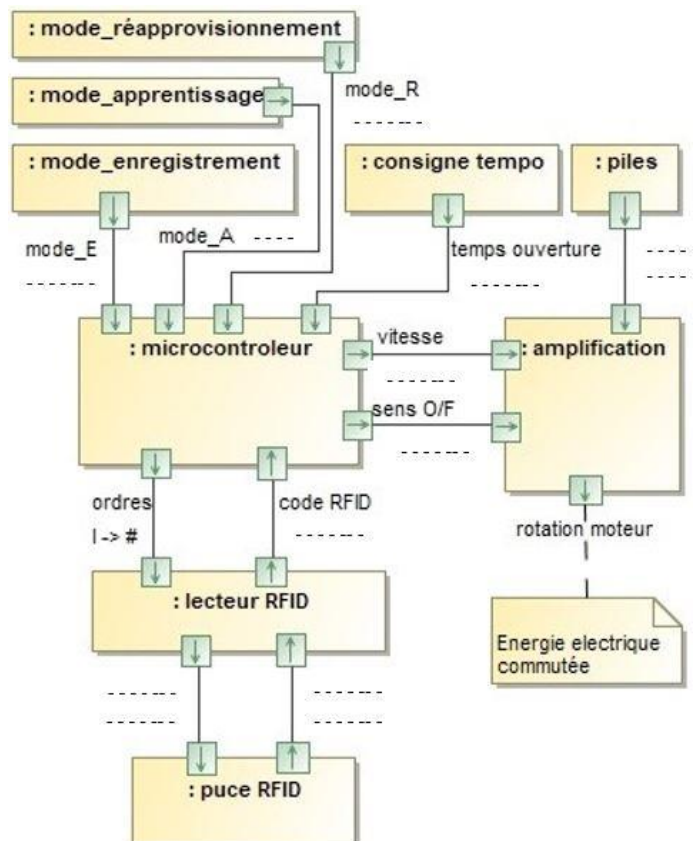 : mode_réapprovisionnement
: mode_apprentissage
mode_R
: mode_enregistrement
: consigne tempo
: piles
mode_E
mode_A
temps ouverture
: microcontroleur
vitesse
: amplification
sens O/F
ordres
I -> #
code RFID
rotation moteur
: lecteur RFID
Energie electrique
commutée
: puce RFID